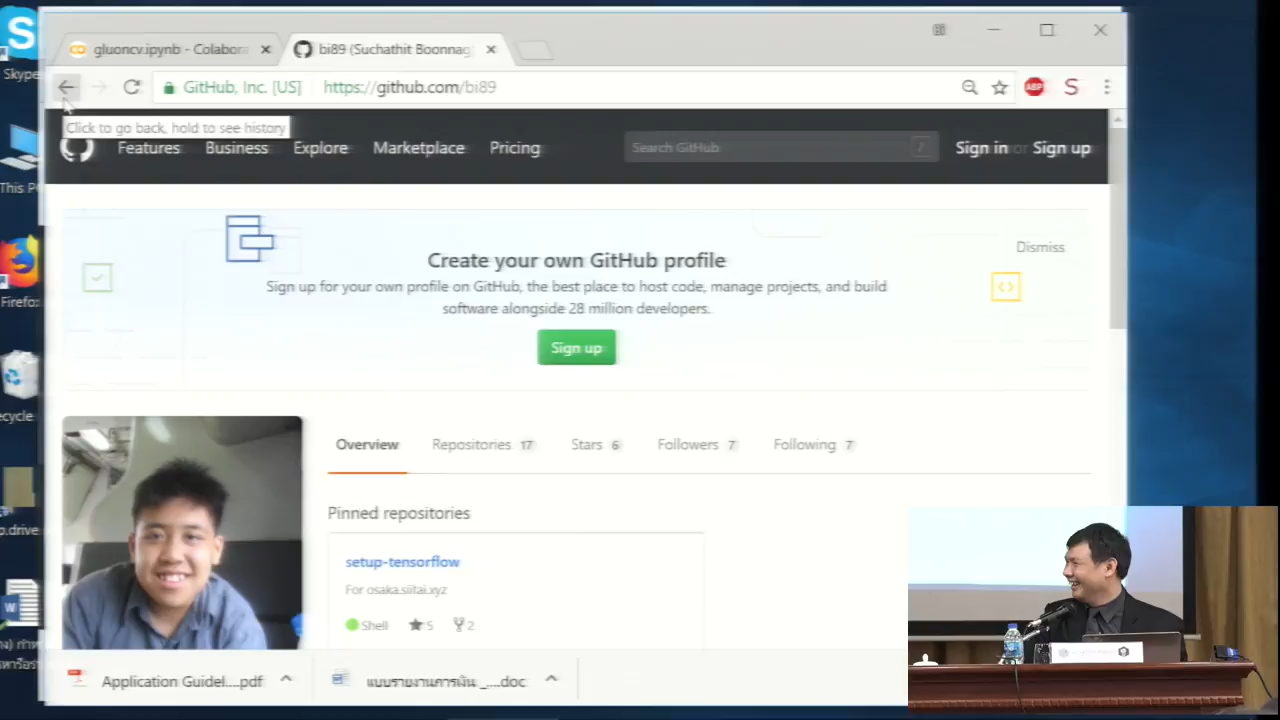 Skype
gluoncv.ipynb - Colabora
bi89 (Suchathit Boonnag
GitHub, Inc. [US]
https://github.com/bi89
ABP
S
Click to go back, hold to see history
Features
Business
Explore
Marketplace
Pricing
Search GitHub
/
Sign in or Sign up
This P
Create your own GitHub profile
Dismiss
Sign up for your own profile on GitHub, the best place to host code, manage projects, and build
software alongside 28 million developers.
Sign up
Firefo
ecycle
Overview
Repositories 17
Stars 6
Followers 7
Following 7
Pinned repositories
setup-tensorflow
For osaka.siitai.xyz
Shell
5
2
p.drive
Application Guidel....pdf
แบบรายงานการเงิน _....doc